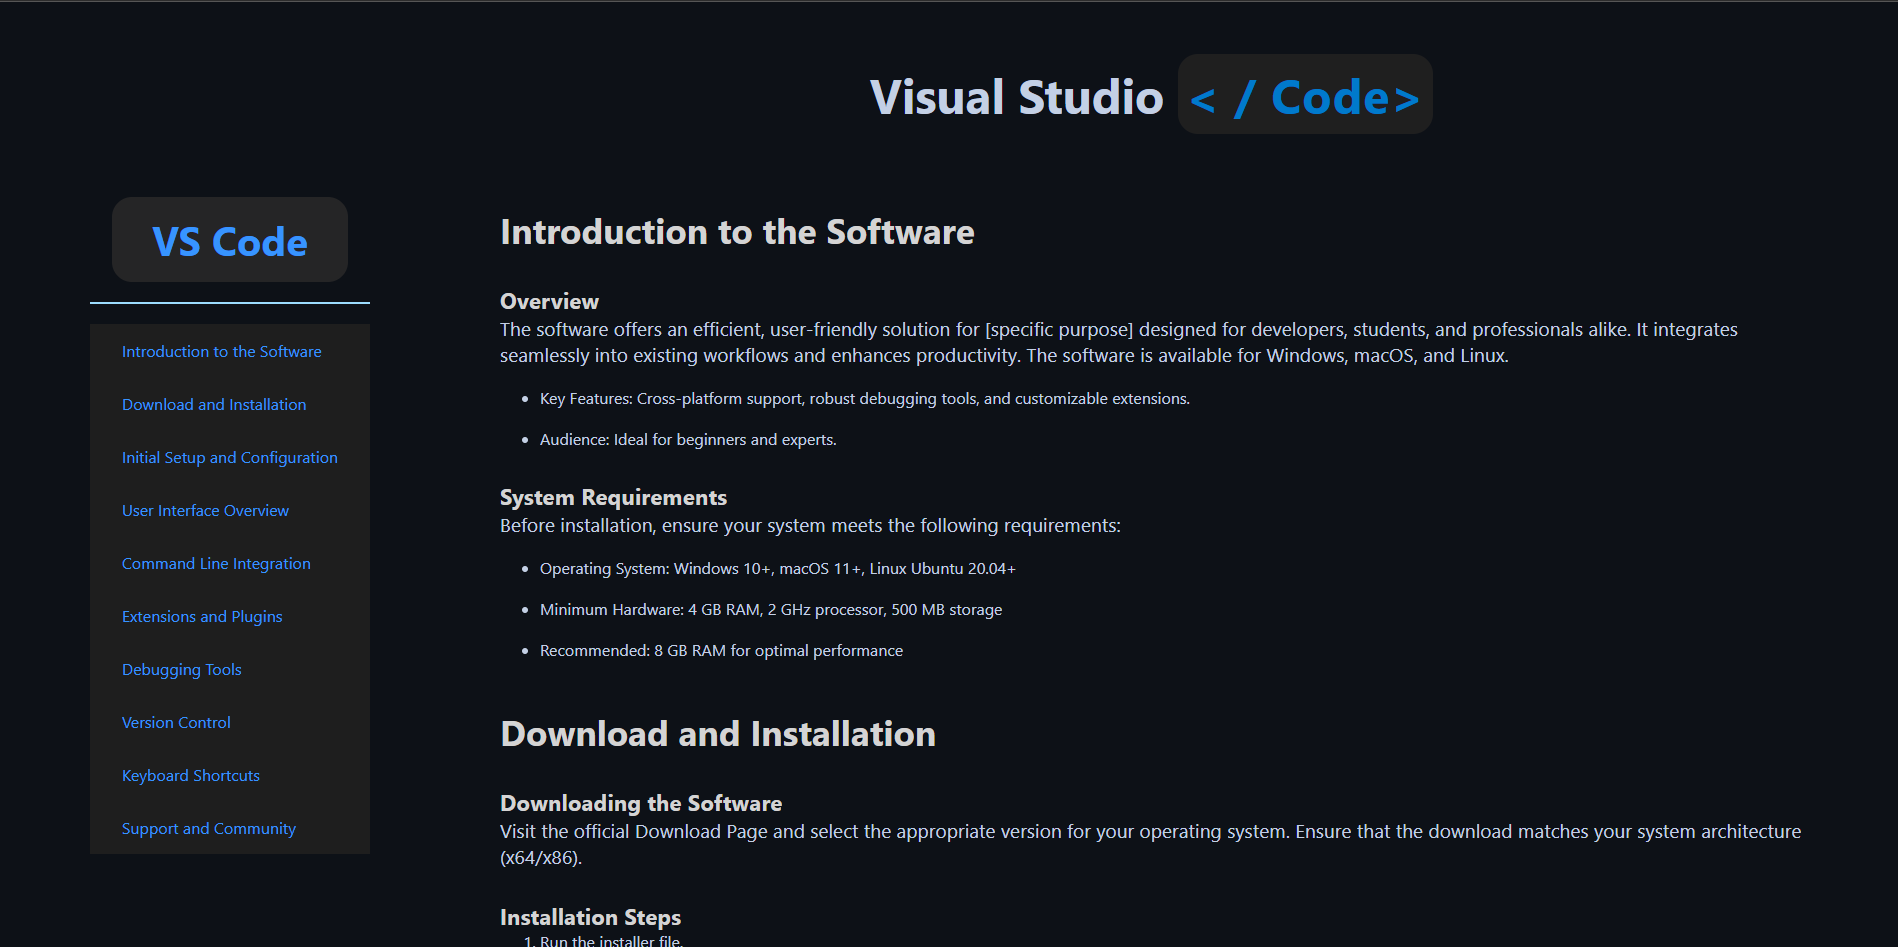 Visual Studio < / Code>
VS Code
Introduction to the Software
Download and Installation
Initial Setup and Configuration
User Interface Overview
Command Line Integration
Extensions and Plugins
Debugging Tools
Version Control
Keyboard Shortcuts
Support and Community
Introduction to the Software
Overview
The software offers an efficient, user-friendly solution for [specific purpose] designed for developers, students, and professionals alike. It integrates
seamlessly into existing workflows and enhances productivity. The software is available for Windows, macOS, and Linux.
• Key Features: Cross-platform support, robust debugging tools, and customizable extensions.
• Audience: Ideal for beginners and experts.
System Requirements
Before installation, ensure your system meets the following requirements:
• Operating System: Windows 10+, macOS 11+, Linux Ubuntu 20.04+
• Minimum Hardware: 4 GB RAM, 2 GHz processor, 500 MB storage
• Recommended: 8 GB RAM for optimal performance
Download and Installation
Downloading the Software
Visit the official Download Page and select the appropriate version for your operating system. Ensure that the download matches your system architecture
(x64/x86).
Installation Steps
1. Run the installer file.